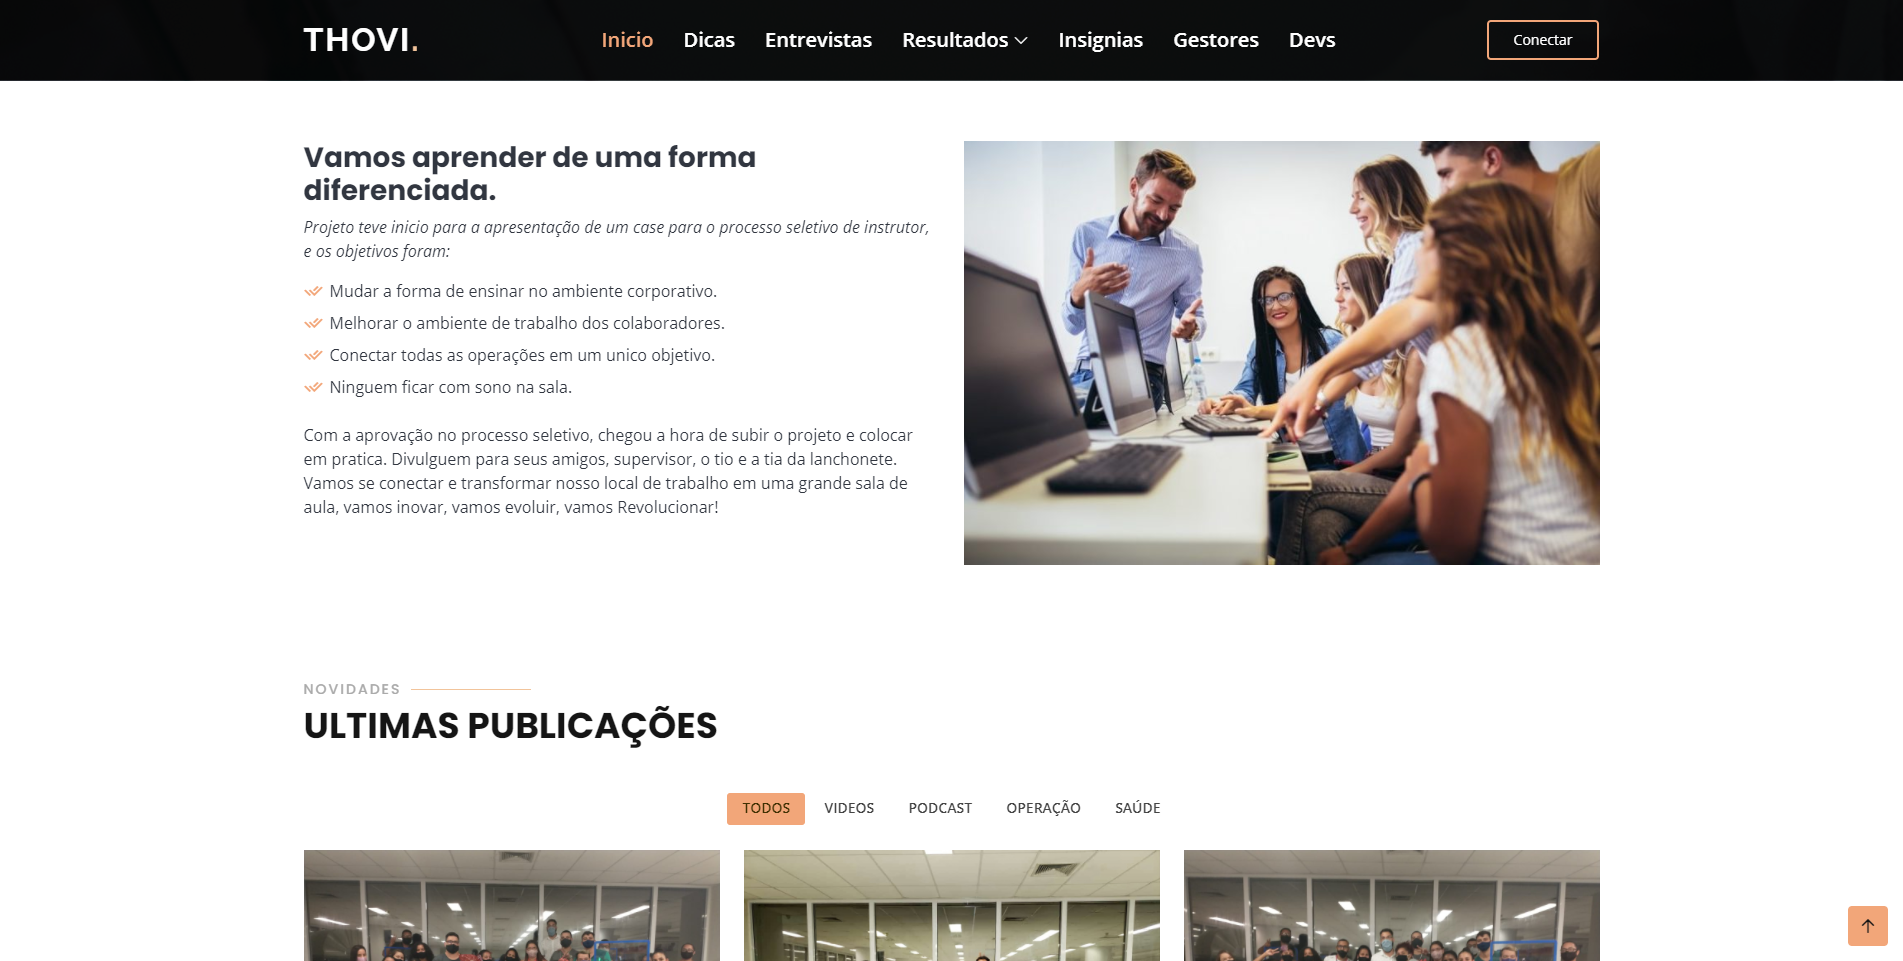 THOVI.
Inicio
Dicas
Entrevistas
Resultados
Insignias
Gestores
Devs
Conectar
Vamos aprender de uma forma
diferenciada.
Projeto teve inicio para a apresentação de um case para o processo seletivo de instrutor,
e os objetivos foram:
Mudar a forma de ensinar no ambiente corporativo.
Melhorar o ambiente de trabalho dos colaboradores.
Conectar todas as operações em um unico objetivo.
Ninguem ficar com sono na sala.
Com a aprovação no processo seletivo, chegou a hora de subir o projeto e colocar
em pratica. Divulguem para seus amigos, supervisor, o tio e a tia da lanchonete.
Vamos se conectar e transformar nosso local de trabalho em uma grande sala de
aula, vamos inovar, vamos evoluir, vamos Revolucionar!
NOVIDADES
ULTIMAS PUBLICAÇÕES
TODOS
VIDEOS
PODCAST
OPERAÇÃO
SAÚDE